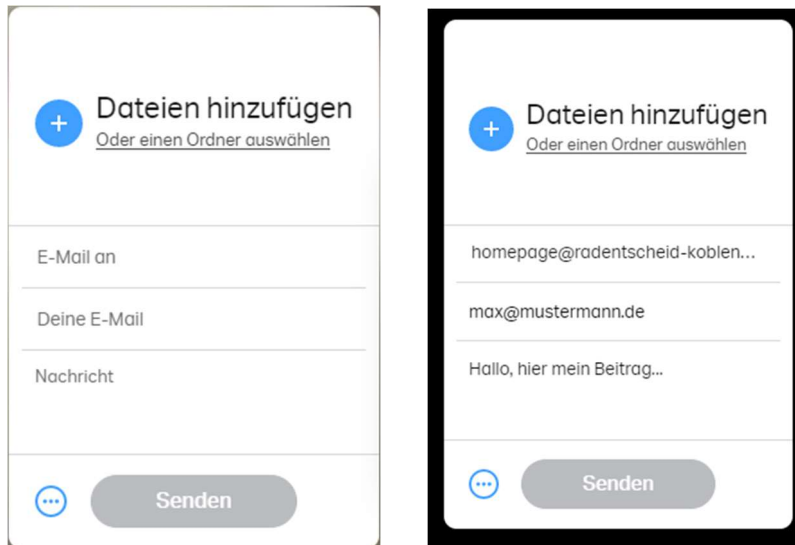 Dateien hinzufügen
Oder einen Ordner auswählen
E-Mail an
Deine E-Mail
Nachricht
Senden
Dateien hinzufügen
Oder einen Ordner auswählen
homepage@radentscheid-koblen...
max@mustermann.de
Hallo, hier mein Beitrag...
Senden